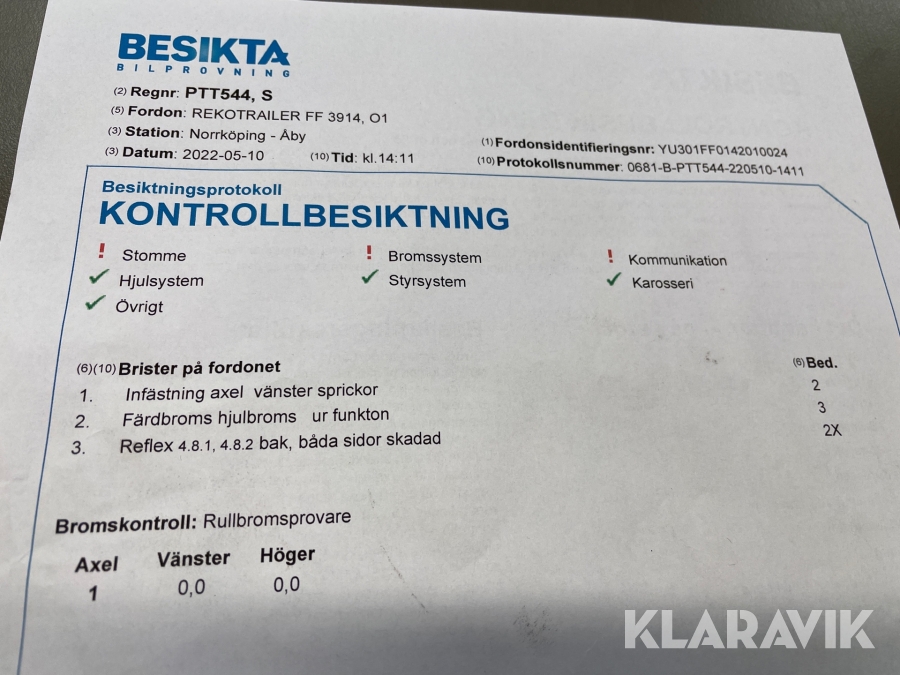 BESIKTA
BILPROVNING
(2) Regnr: PTT544, S
(5) Fordon: REKOTRAILER FF 3914, O1
(3) Station: Norrköping - Åby
(3) Datum: 2022-05-10 (10) Tid: kl.14:11
(1) Fordonsidentifieringsnr: YU301FF0142010024
(10) Protokollsnummer: 0681-B-PTT544-220510-1411
Besiktningsprotokoll
KONTROLLBESIKTNING
! Stomme ! Bromssystem ! Kommunikation
✓ Hjulsystem ✓ Styrsystem ✓ Karosseri
✓ Övrigt
(6)(10) Brister på fordonet (6) Bed.
1. Infästning axel vänster sprickor 2
2. Färdbroms hjulbroms ur funkton 3
3. Reflex 4.8.1, 4.8.2 bak, båda sidor skadad 2X
Bromskontroll: Rullbromsprovare
Axel Vänster Höger
1 0,0 0,0
KLARAVIK